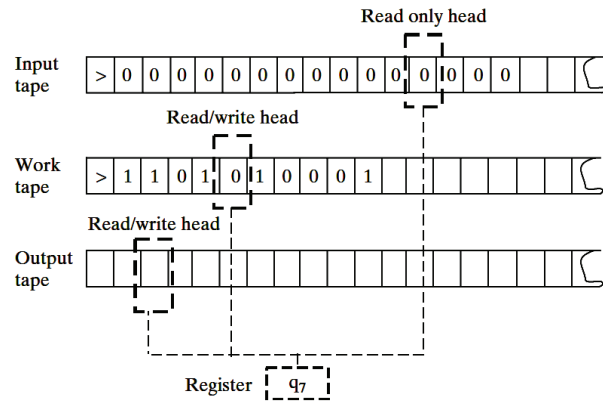 Read only head
Input
tape
> 0 0 0 0 0 0 0 0 0 0 0 0 0 0 0
Read/write head
Work
tape
> 1 1 0 1 0 1 0 0 0 1
Read/write head
Output
tape
Register q₇